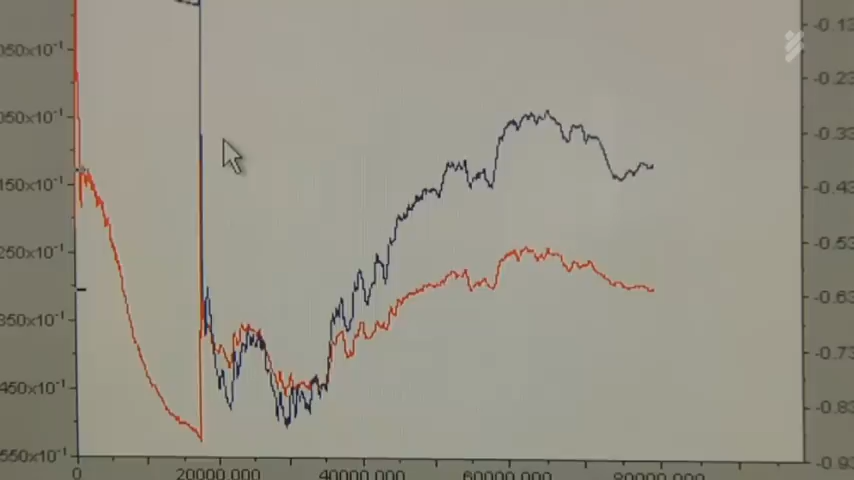 -0.13
050x10⁻¹
-0.23
050x10⁻¹
-0.33
150x10⁻¹
-0.43
250x10⁻¹
-0.53
350x10⁻¹
-0.63
-0.73
450x10⁻¹
-0.83
550x10⁻¹
-0.93
0
20000.000
40000.000
60000.000
80000.000